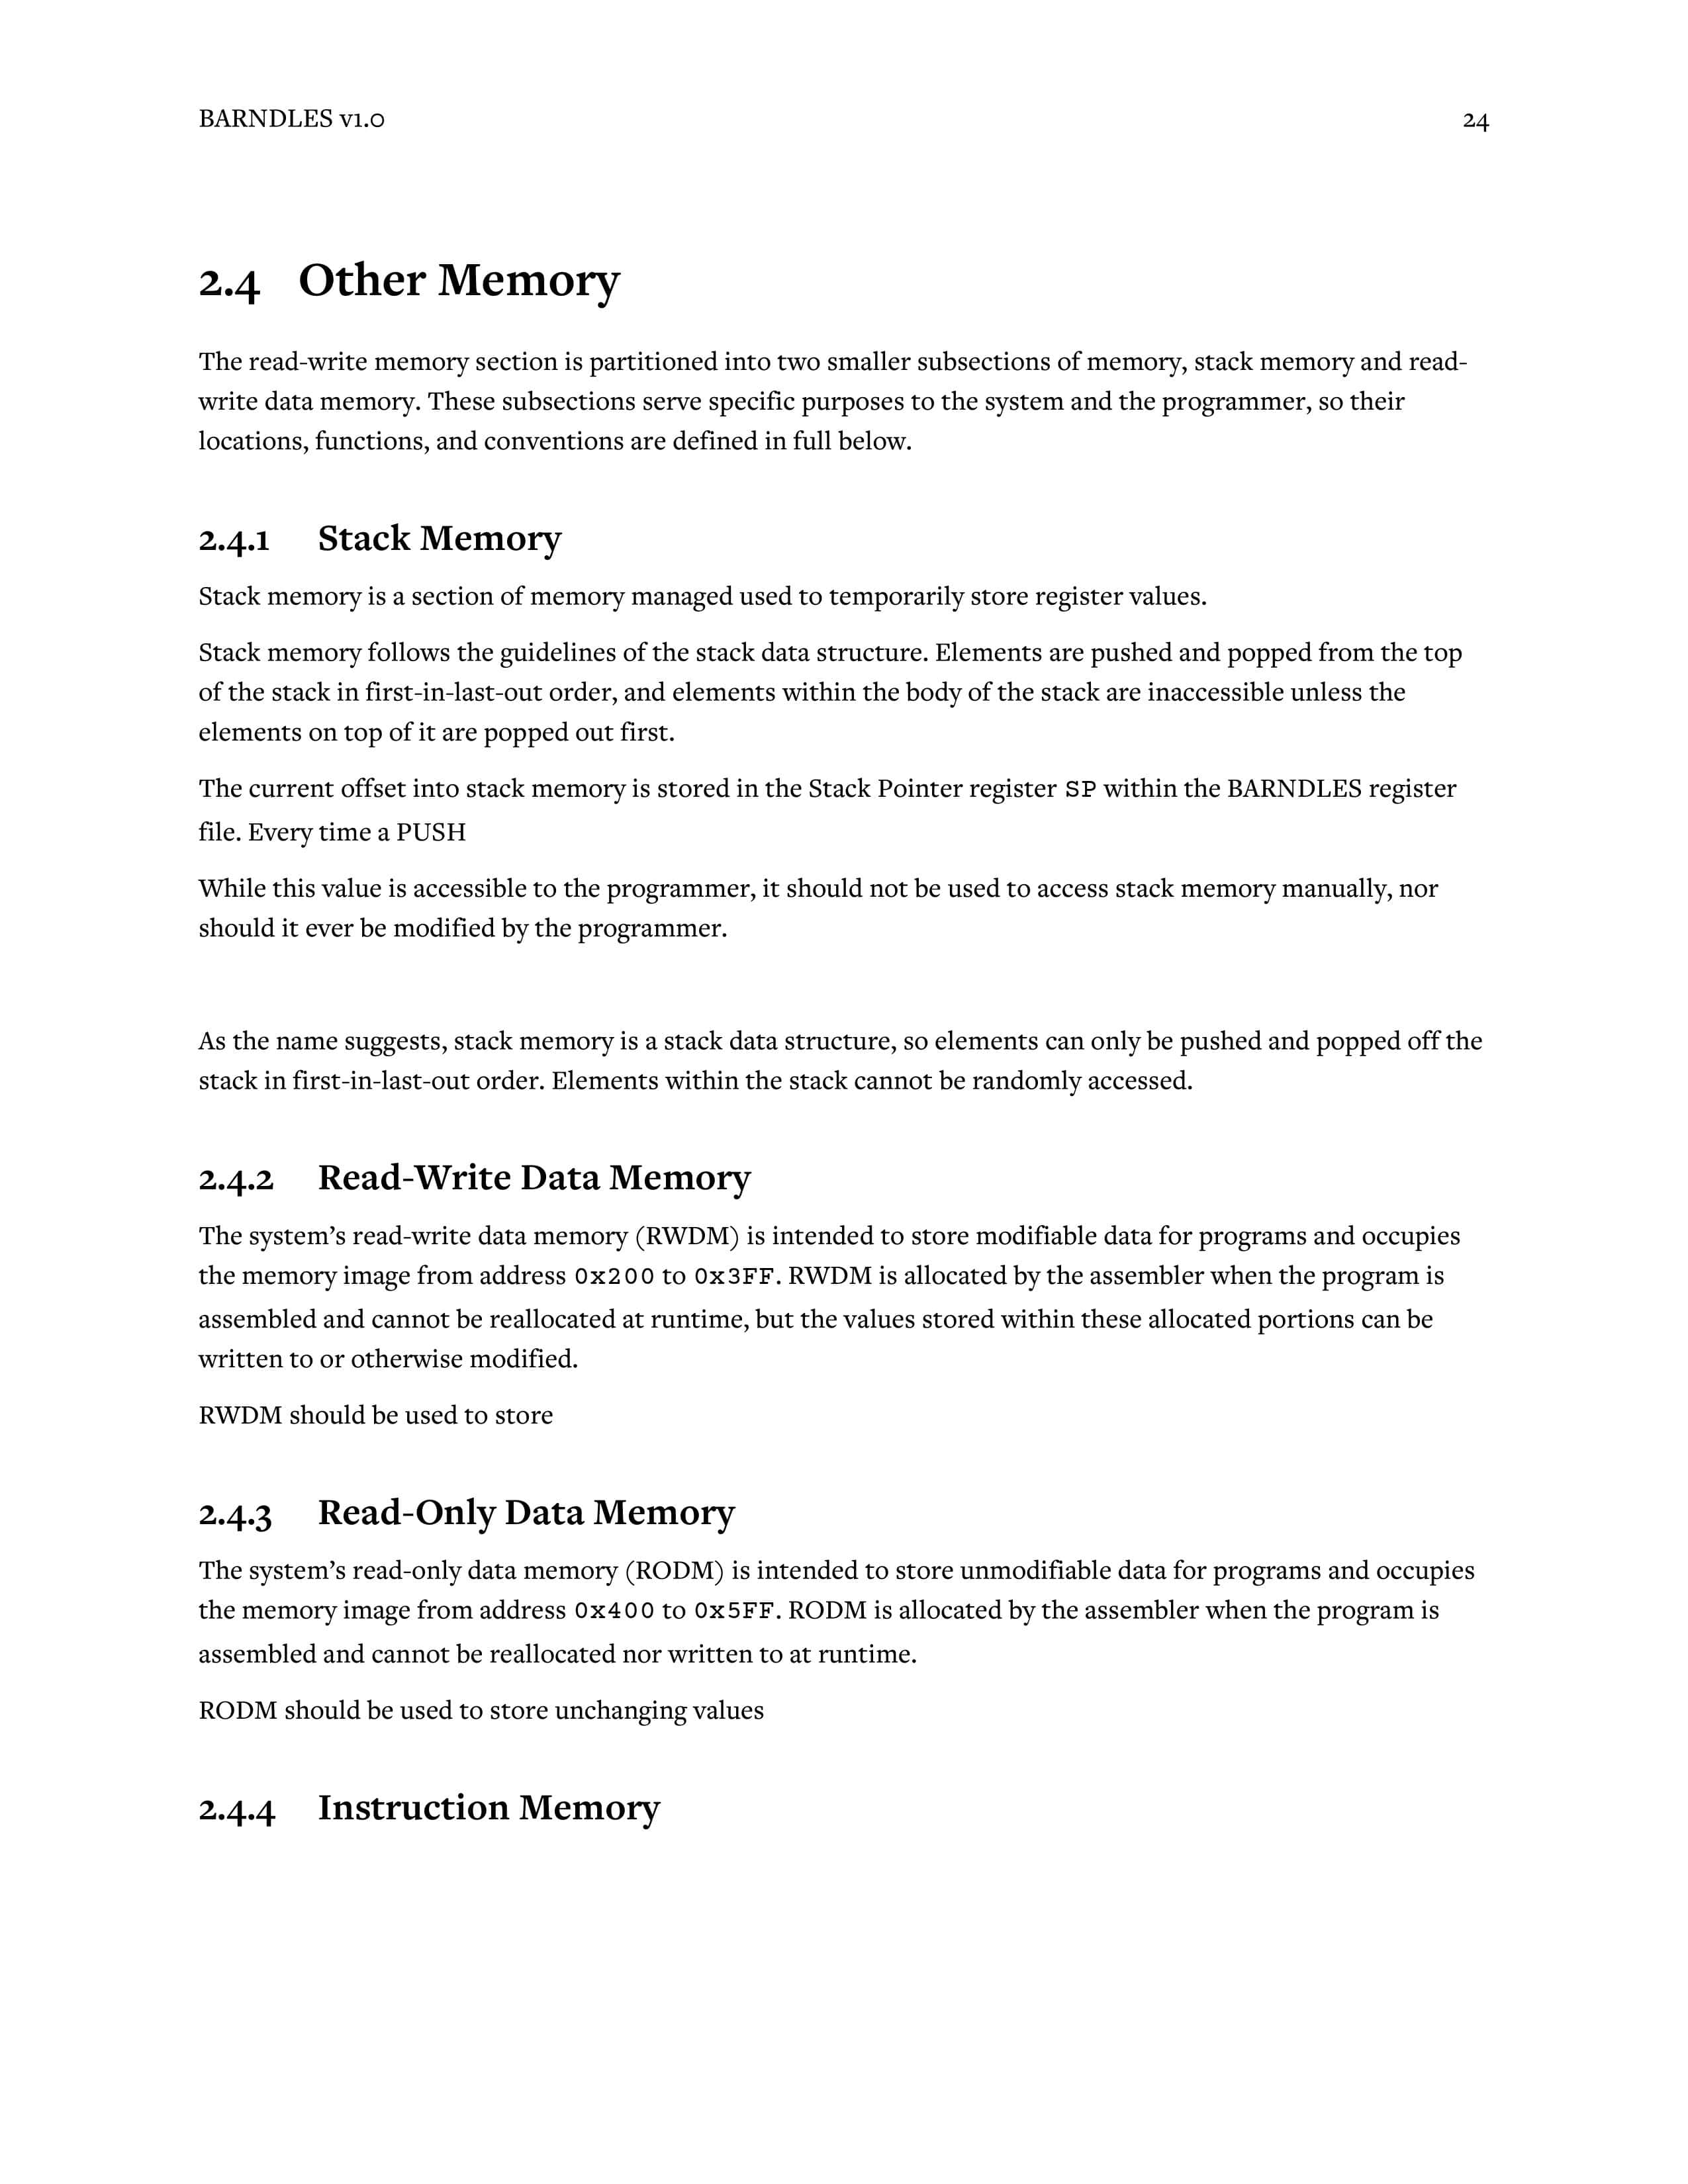 BARNDLES v1.0 24
2.4 Other Memory
The read-write memory section is partitioned into two smaller subsections of memory, stack memory and read-
write data memory. These subsections serve specific purposes to the system and the programmer, so their
locations, functions, and conventions are defined in full below.
2.4.1 Stack Memory
Stack memory is a section of memory managed used to temporarily store register values.
Stack memory follows the guidelines of the stack data structure. Elements are pushed and popped from the top
of the stack in first-in-last-out order, and elements within the body of the stack are inaccessible unless the
elements on top of it are popped out first.
The current offset into stack memory is stored in the Stack Pointer register SP within the BARNDLES register
file. Every time a PUSH
While this value is accessible to the programmer, it should not be used to access stack memory manually, nor
should it ever be modified by the programmer.
As the name suggests, stack memory is a stack data structure, so elements can only be pushed and popped off the
stack in first-in-last-out order. Elements within the stack cannot be randomly accessed.
2.4.2 Read-Write Data Memory
The system’s read-write data memory (RWDM) is intended to store modifiable data for programs and occupies
the memory image from address 0x200 to 0x3FF. RWDM is allocated by the assembler when the program is
assembled and cannot be reallocated at runtime, but the values stored within these allocated portions can be
written to or otherwise modified.
RWDM should be used to store
2.4.3 Read-Only Data Memory
The system’s read-only data memory (RODM) is intended to store unmodifiable data for programs and occupies
the memory image from address 0x400 to 0x5FF. RODM is allocated by the assembler when the program is
assembled and cannot be reallocated nor written to at runtime.
RODM should be used to store unchanging values
2.4.4 Instruction Memory